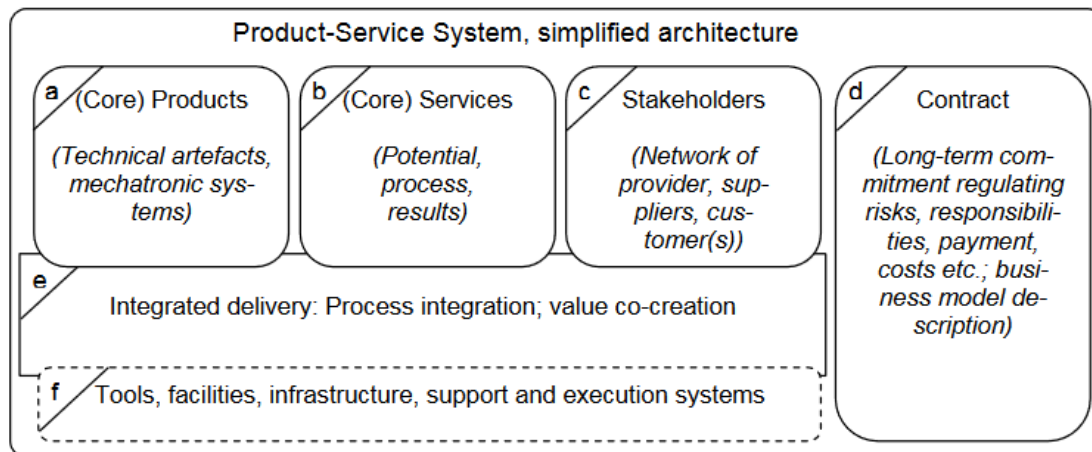 Product-Service System, simplified architecture
a
(Core) Products
(Technical artefacts,
mechatronic sys-
tems)
b
(Core) Services
(Potential,
process,
results)
c
Stakeholders
(Network of
provider, sup-
pliers, cus-
tomer(s))
d
Contract
(Long-term com-
mitment regulating
risks, responsibili-
ties, payment,
costs etc.; busi-
ness model de-
scription)
e
Integrated delivery: Process integration; value co-creation
f
Tools, facilities, infrastructure, support and execution systems